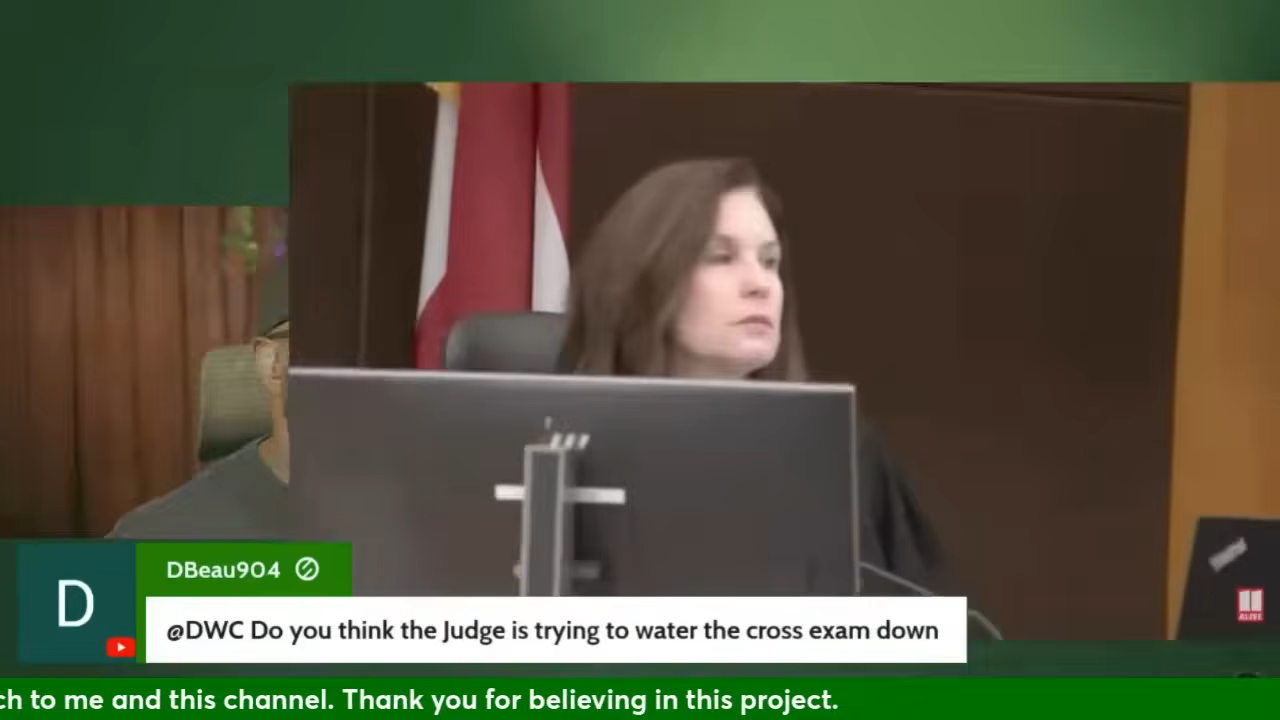 DBeau904
D
@DWC Do you think the Judge is trying to water the cross exam down
ch to me and this channel. Thank you for believing in this project.